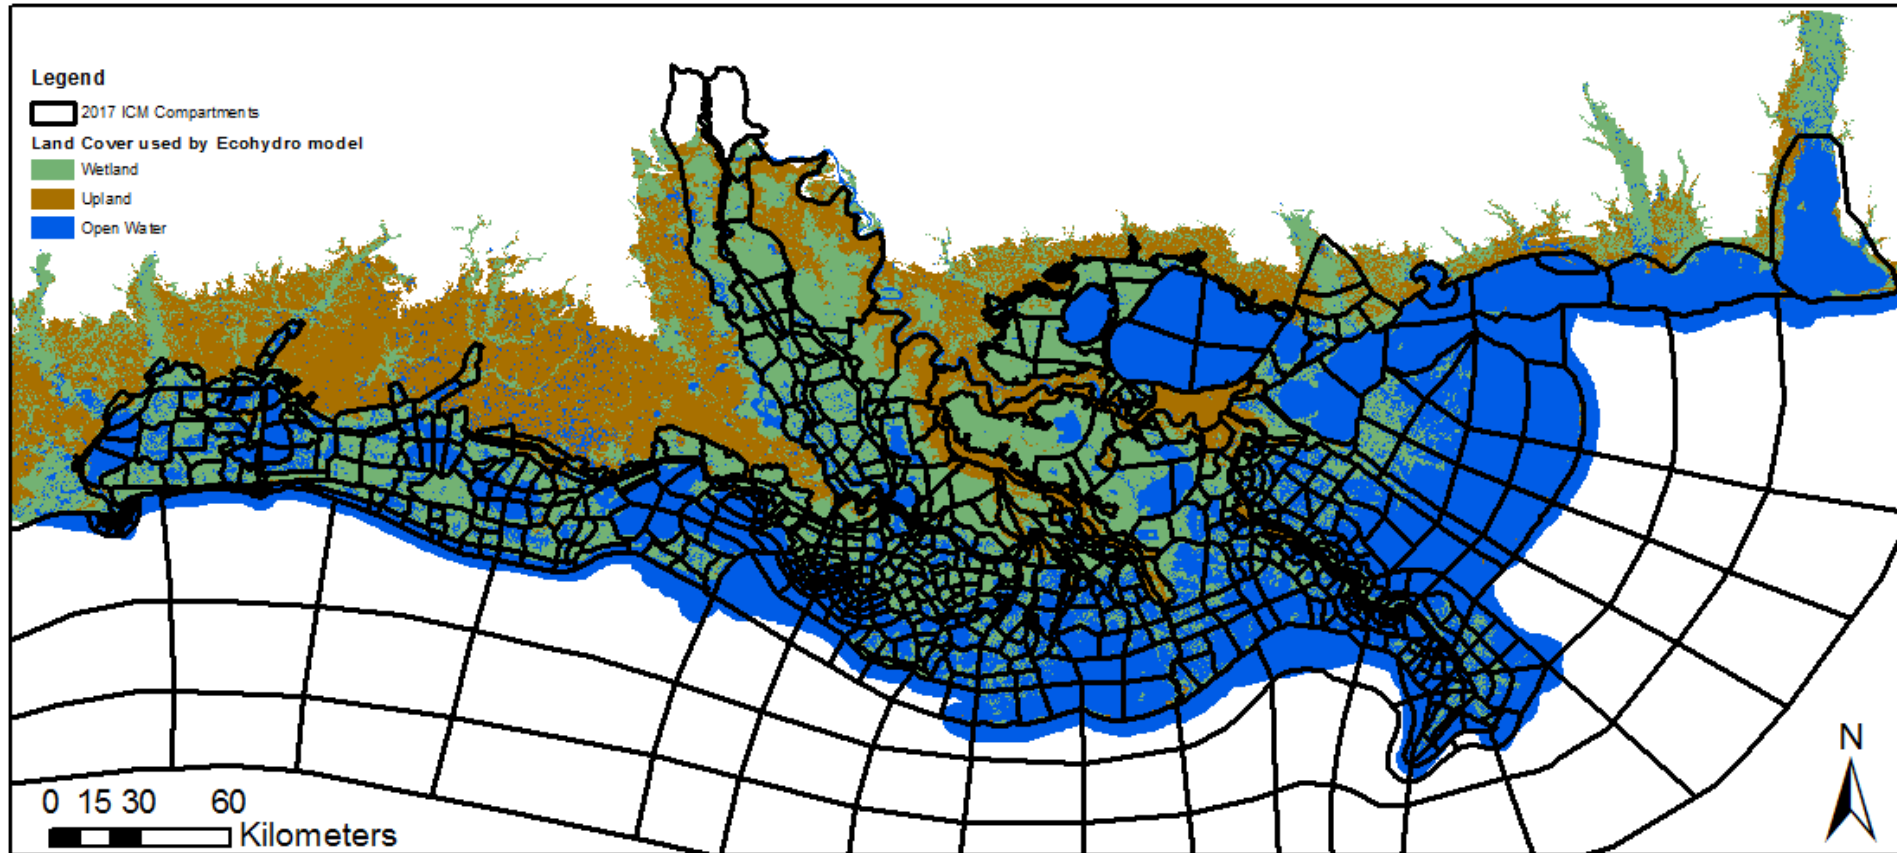 Legend
2017 ICM Compartments
Land Cover used by Ecohydro model
Wetland
Upland
Open Water
0 15 30 60
Kilometers
N